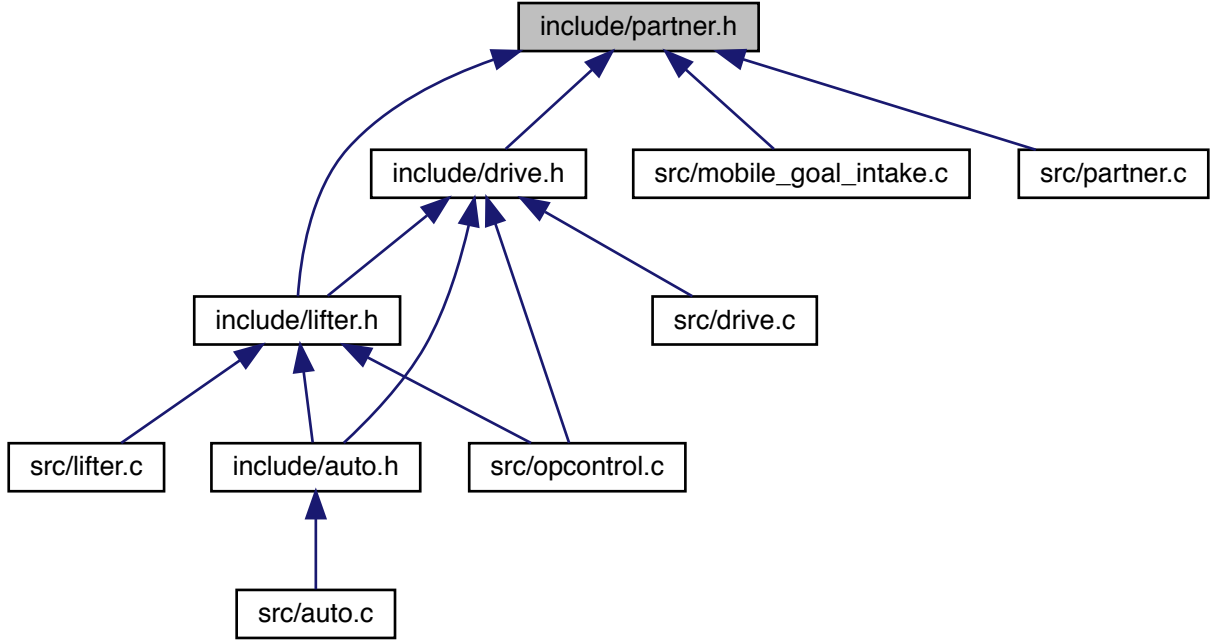 include/partner.h
include/drive.h
src/mobile_goal_intake.c
src/partner.c
include/lifter.h
src/drive.c
src/lifter.c
include/auto.h
src/opcontrol.c
src/auto.c